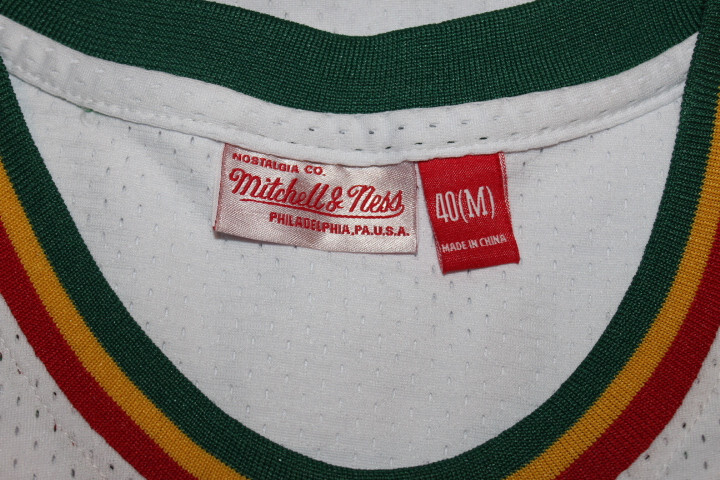 NOSTALGIA CO.
Mitchell & Ness
PHILADELPHIA, PA. U.S.A.
40(M)
MADE IN CHINA